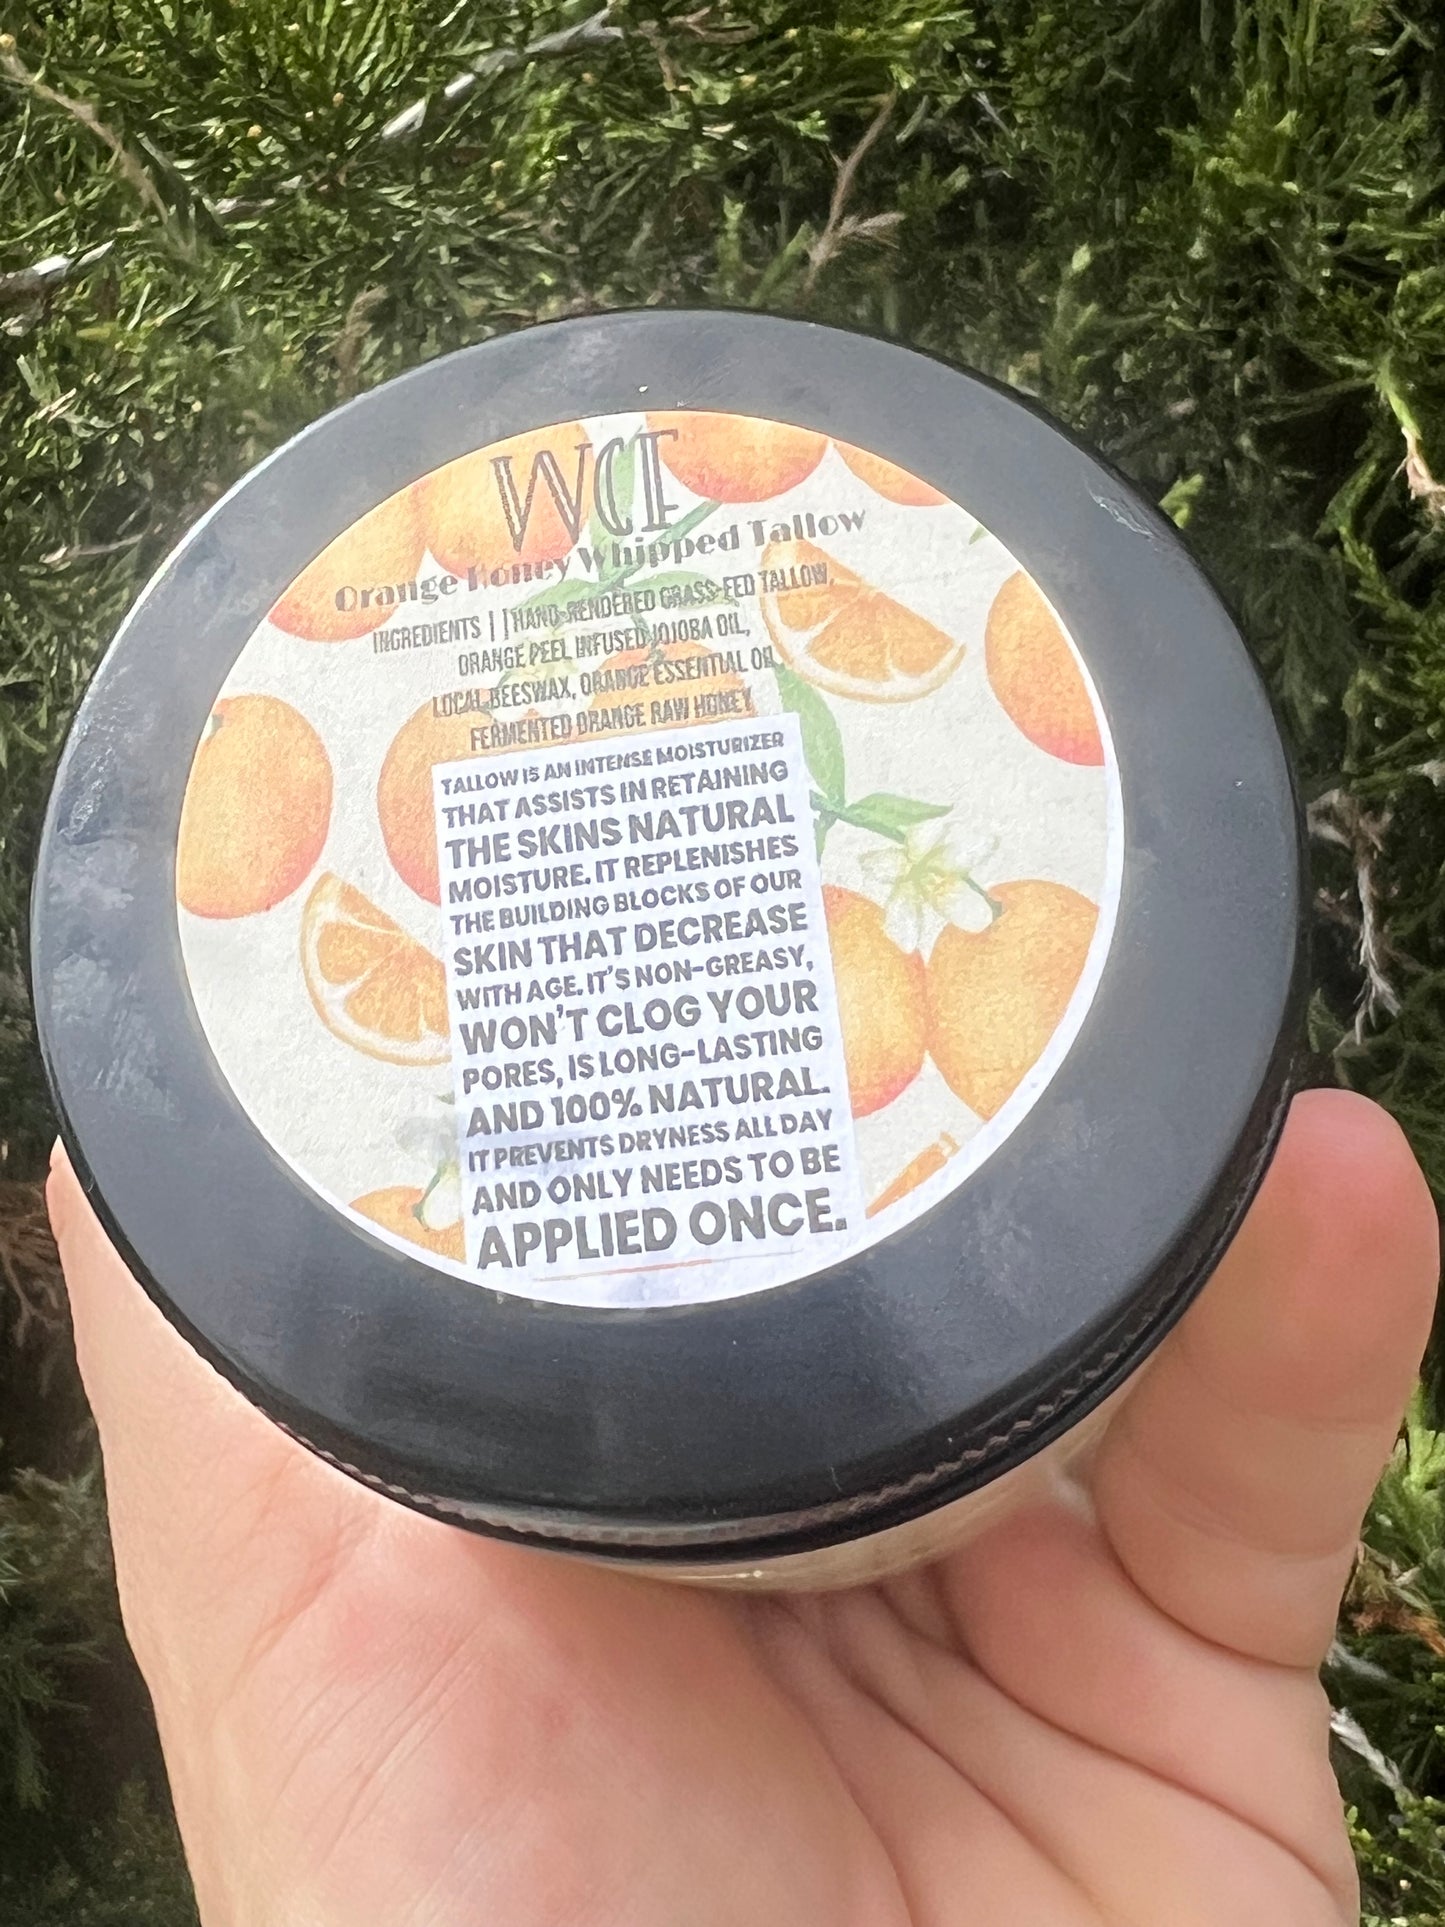 WCF
Orange Honey Whipped Tallow
INGREDIENTS ||HAND-RENDERED GRASS-FED TALLOW,
ORANGE PEEL INFUSED JOJOBA OIL,
LOCAL BEESWAX, ORANGE ESSENTIAL OIL
FERMENTED ORANGE RAW HONEY
TALLOW IS AN INTENSE MOISTURIZER
THAT ASSISTS IN RETAINING
THE SKINS NATURAL
MOISTURE. IT REPLENISHES
THE BUILDING BLOCKS OF OUR
SKIN THAT DECREASE
WITH AGE. IT'S NON-GREASY,
WON'T CLOG YOUR
PORES, IS LONG-LASTING
AND 100% NATURAL.
IT PREVENTS DRYNESS ALL DAY
AND ONLY NEEDS TO BE
APPLIED ONCE.